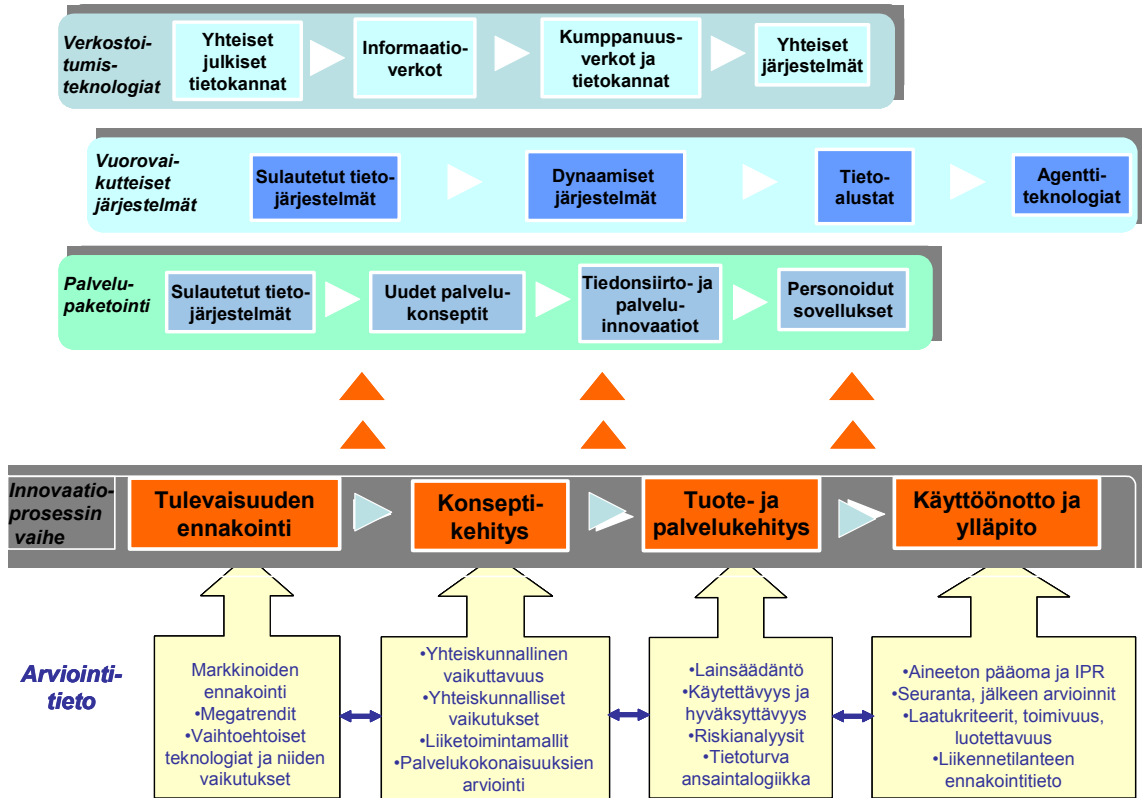 Verkostoi-
tumis-
teknologiat
Yhteiset
julkiset
tietokannat
Informaatio-
verkot
Kumppanuus-
verkot ja
tietokannat
Yhteiset
järjestelmät
Vuorovai-
kutteiset
järjestelmät
Sulautetut tieto-
järjestelmät
Dynaamiset
järjestelmät
Tieto-
alustat
Agentti-
teknologiat
Palvelu-
paketointi
Sulautetut tieto-
järjestelmät
Uudet palvelu-
konseptit
Tiedonsiirto- ja
palvelu-
innovaatiot
Personoidut
sovellukset
Innovaatio-
prosessin
vaihe
Tulevaisuuden
ennakointi
Konsepti-
kehitys
Tuote- ja
palvelukehitys
Käyttöönotto ja
ylläpito
Arviointi-
tieto
Markkinoiden
ennakointi
•Megatrendit
•Vaihtoehtoiset
teknologiat ja niiden
vaikutukset
•Yhteiskunnallinen
vaikuttavuus
•Yhteiskunnalliset
vaikutukset
•Liiketoimintamallit
•Palvelukokonaisuuksien
arviointi
•Lainsäädäntö
•Käytettävyys ja
hyväksyttävyys
•Riskianalyysit
•Tietoturva
ansaintalogiikka
•Aineeton pääoma ja IPR
•Seuranta, jälkeen arvioinnit
•Laatukriteerit, toimivuus,
luotettavuus
•Liikennetilanteen
ennakointitieto